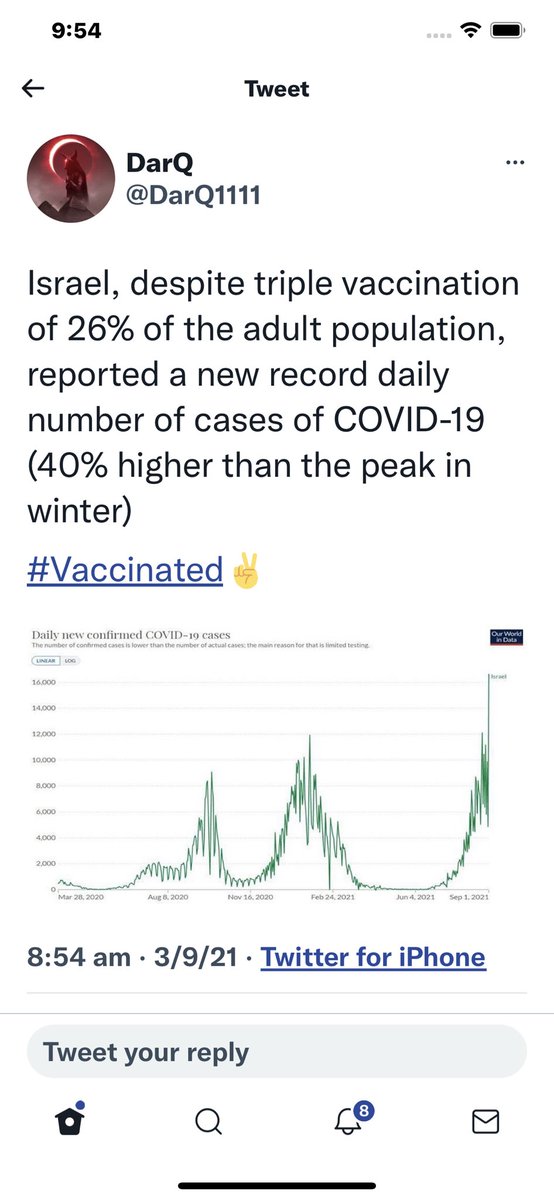 9:54
Tweet
DarQ
@DarQ1111
Israel, despite triple vaccination
of 26% of the adult population,
reported a new record daily
number of cases of COVID-19
(40% higher than the peak in
winter)
#Vaccinated✌️
Daily new confirmed COVID-19 cases
The number of confirmed cases is lower than the number of actual cases; the main reason for that is limited testing.
Our World
in Data
LINEAR LOG
Israel
16,000
14,000
12,000
10,000
8,000
6,000
4,000
2,000
0
Mar 28, 2020 Aug 8, 2020 Nov 16, 2020 Feb 24, 2021 Jun 4, 2021 Sep 1, 2021
8:54 am · 3/9/21 · Twitter for iPhone
Tweet your reply
8